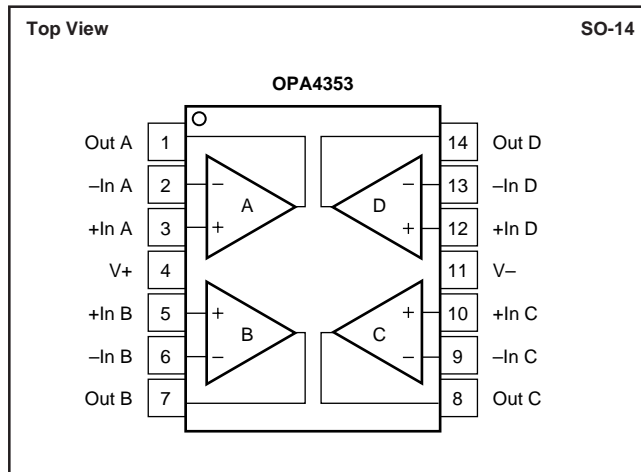 Top View SO-14
OPA4353
Out A 1 14 Out D
–In A 2 – – 13 –In D
A D
+In A 3 + + 12 +In D
V+ 4 11 V–
+In B 5 + + 10 +In C
B C
–In B 6 – – 9 –In C
Out B 7 8 Out C